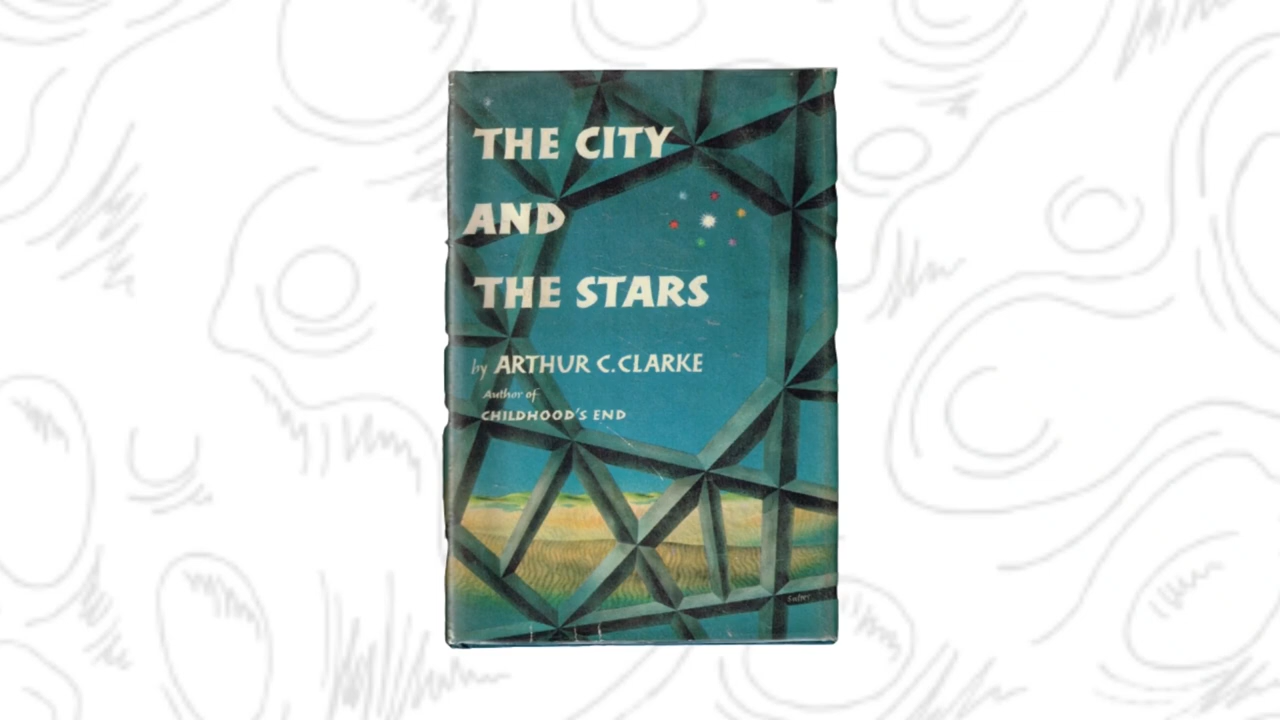 THE CITY
AND
THE STARS
by ARTHUR C. CLARKE
Author of
CHILDHOOD'S END